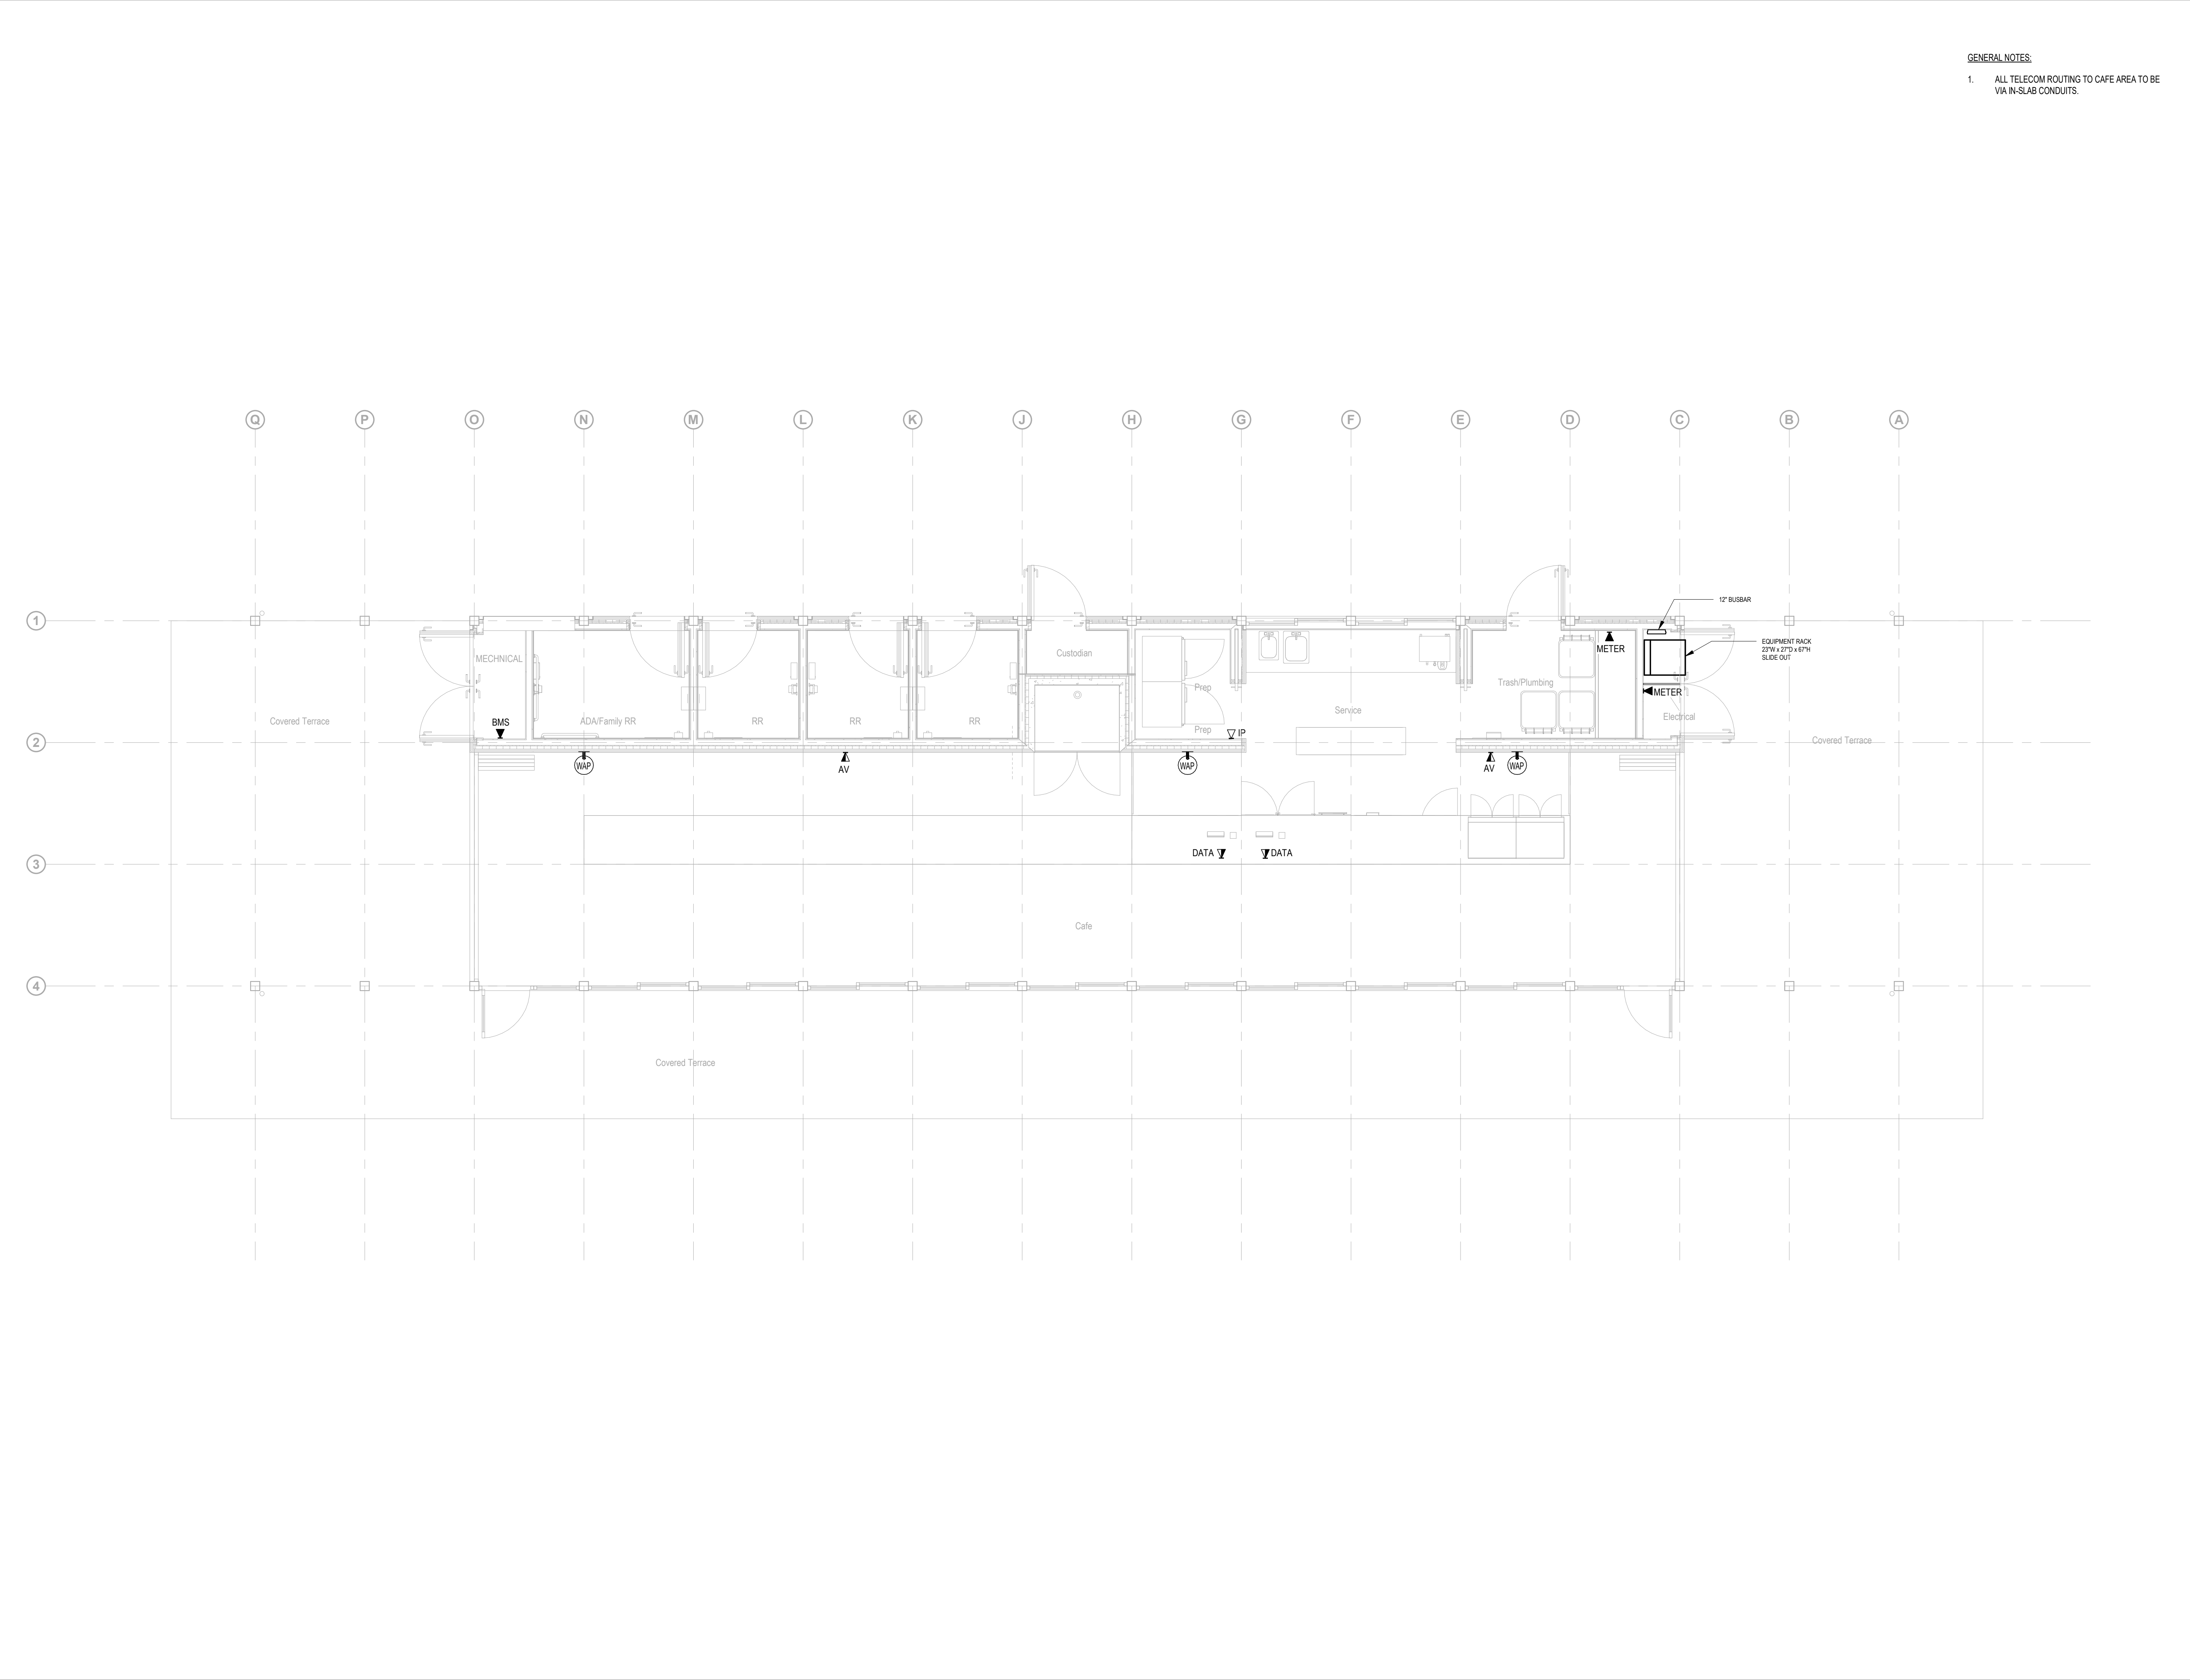 GENERAL NOTES:
1. ALL TELECOM ROUTING TO CAFE AREA TO BE
VIA IN-SLAB CONDUITS.
Q P O N M L K J H G F E D C B A
12" BUSBAR
1
EQUIPMENT RACK
23"W x 27"D x 67"H
SLIDE OUT
METER
Custodian
MECHNICAL
Trash/Plumbing
Prep
METER
Service
Electrical
Covered Terrace
BMS
ADA/Family RR
RR
RR
RR
Prep
IP
2
Covered Terrace
WAP
AV
WAP
AV
WAP
DATA
DATA
3
Cafe
4
Covered Terrace